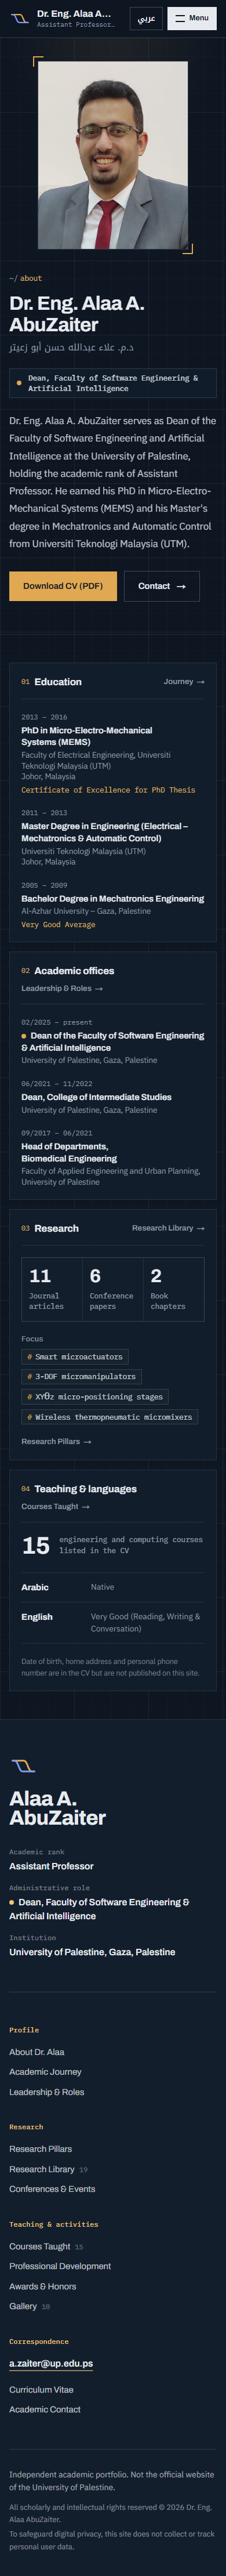 Dr. Eng. Alaa A...
Assistant Professor...
عربي
Menu
~/ about
Dr. Eng. Alaa A.
AbuZaiter
د.م. علاء عبدالله حسن أبو زعيتر
Dean, Faculty of Software Engineering &
Artificial Intelligence
Dr. Eng. Alaa A. AbuZaiter serves as Dean of the
Faculty of Software Engineering and Artificial
Intelligence at the University of Palestine,
holding the academic rank of Assistant
Professor. He earned his PhD in Micro-Electro-
Mechanical Systems (MEMS) and his Master's
degree in Mechatronics and Automatic Control
from Universiti Teknologi Malaysia (UTM).
Download CV (PDF)
Contact →
01 Education
Journey →
2013 – 2016
PhD in Micro-Electro-Mechanical
Systems (MEMS)
Faculty of Electrical Engineering, Universiti
Teknologi Malaysia (UTM)
Johor, Malaysia
Certificate of Excellence for PhD Thesis
2011 – 2013
Master Degree in Engineering (Electrical –
Mechatronics & Automatic Control)
Universiti Teknologi Malaysia (UTM)
Johor, Malaysia
2005 – 2009
Bachelor Degree in Mechatronics Engineering
Al-Azhar University – Gaza, Palestine
Very Good Average
02 Academic offices
Leadership & Roles →
02/2025 – present
Dean of the Faculty of Software Engineering
& Artificial Intelligence
University of Palestine, Gaza, Palestine
06/2021 – 11/2022
Dean, College of Intermediate Studies
University of Palestine, Gaza, Palestine
09/2017 – 06/2021
Head of Departments,
Biomedical Engineering
Faculty of Applied Engineering and Urban Planning,
University of Palestine
03 Research
Research Library →
11
Journal
articles
6
Conference
papers
2
Book
chapters
Focus
# Smart microactuators
# 3-DOF micromanipulators
# XYθz micro-positioning stages
# Wireless thermopneumatic micromixers
Research Pillars →
04 Teaching & languages
Courses Taught →
15
engineering and computing courses
listed in the CV
Arabic
Native
English
Very Good (Reading, Writing &
Conversation)
Date of birth, home address and personal phone
number are in the CV but are not published on this site.
Alaa A.
AbuZaiter
Academic rank
Assistant Professor
Administrative role
Dean, Faculty of Software Engineering &
Artificial Intelligence
Institution
University of Palestine, Gaza, Palestine
Profile
About Dr. Alaa
Academic Journey
Leadership & Roles
Research
Research Pillars
Research Library 19
Conferences & Events
Teaching & activities
Courses Taught 15
Professional Development
Awards & Honors
Gallery 10
Correspondence
a.zaiter@up.edu.ps
Curriculum Vitae
Academic Contact
Independent academic portfolio. Not the official website
of the University of Palestine.
All scholarly and intellectual rights reserved © 2026 Dr. Eng.
Alaa AbuZaiter.
To safeguard digital privacy, this site does not collect or track
personal user data.